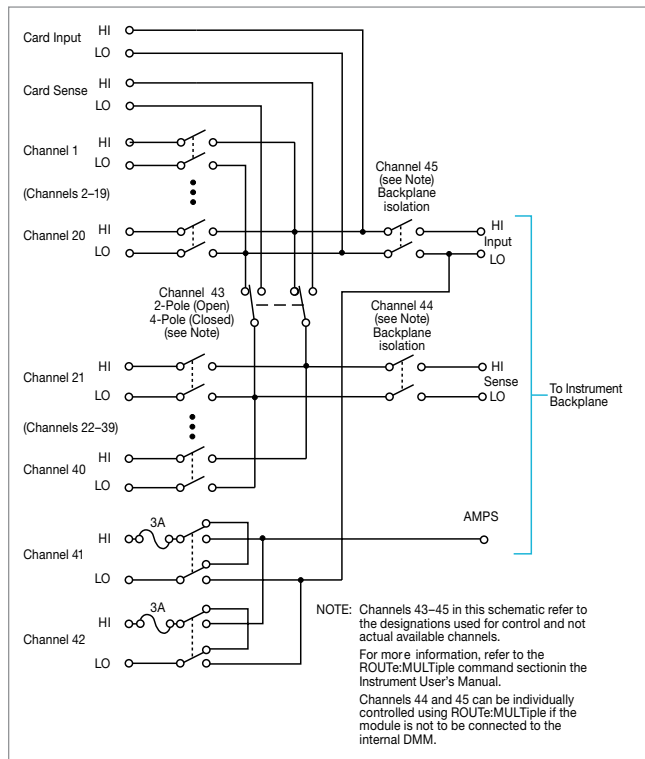 Card Input HI
LO
Card Sense HI
LO
Channel 1 HI
LO
(Channels 2–19)
Channel 20 HI
LO
Channel 45
(see Note)
Backplane
isolation
HI
Input
LO
Channel 43
2-Pole (Open)
4-Pole (Closed)
(see Note)
Channel 44
(see Note)
Backplane
isolation
Channel 21 HI
LO
HI
Sense
LO
To Instrument
Backplane
(Channels 22–39)
Channel 40 HI
LO
AMPS
Channel 41 HI 3A
LO
Channel 42 HI 3A
LO
NOTE: Channels 43–45 in this schematic refer to
the designations used for control and not
actual available channels.
For more information, refer to the
ROUTe:MULTiple command sectionin the
Instrument User's Manual.
Channels 44 and 45 can be individually
controlled using ROUTe:MULTiple if the
module is not to be connected to the
internal DMM.